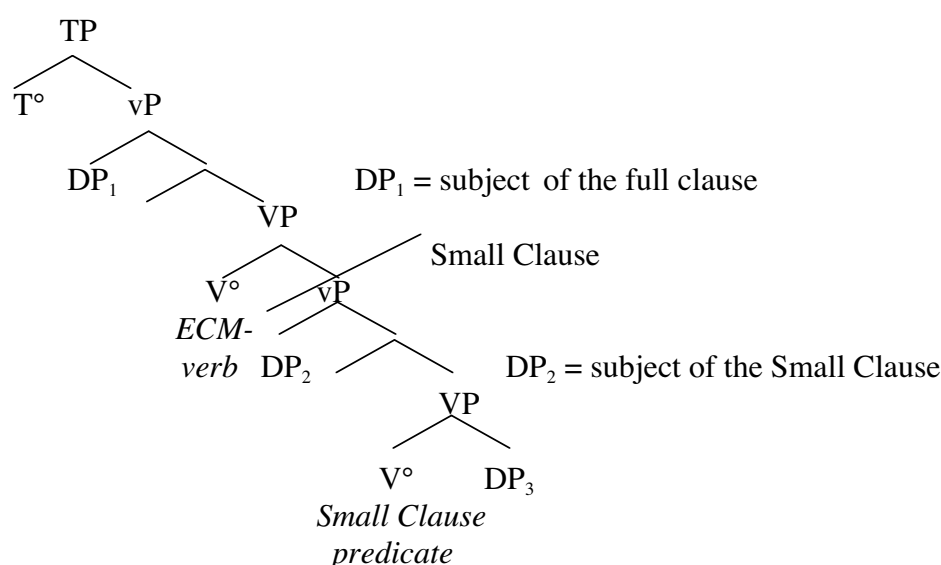 TP
T° vP
DP₁ DP₁ = subject of the full clause
VP
Small Clause
V° vP
ECM-
verb DP₂ DP₂ = subject of the Small Clause
VP
V° DP₃
Small Clause
predicate